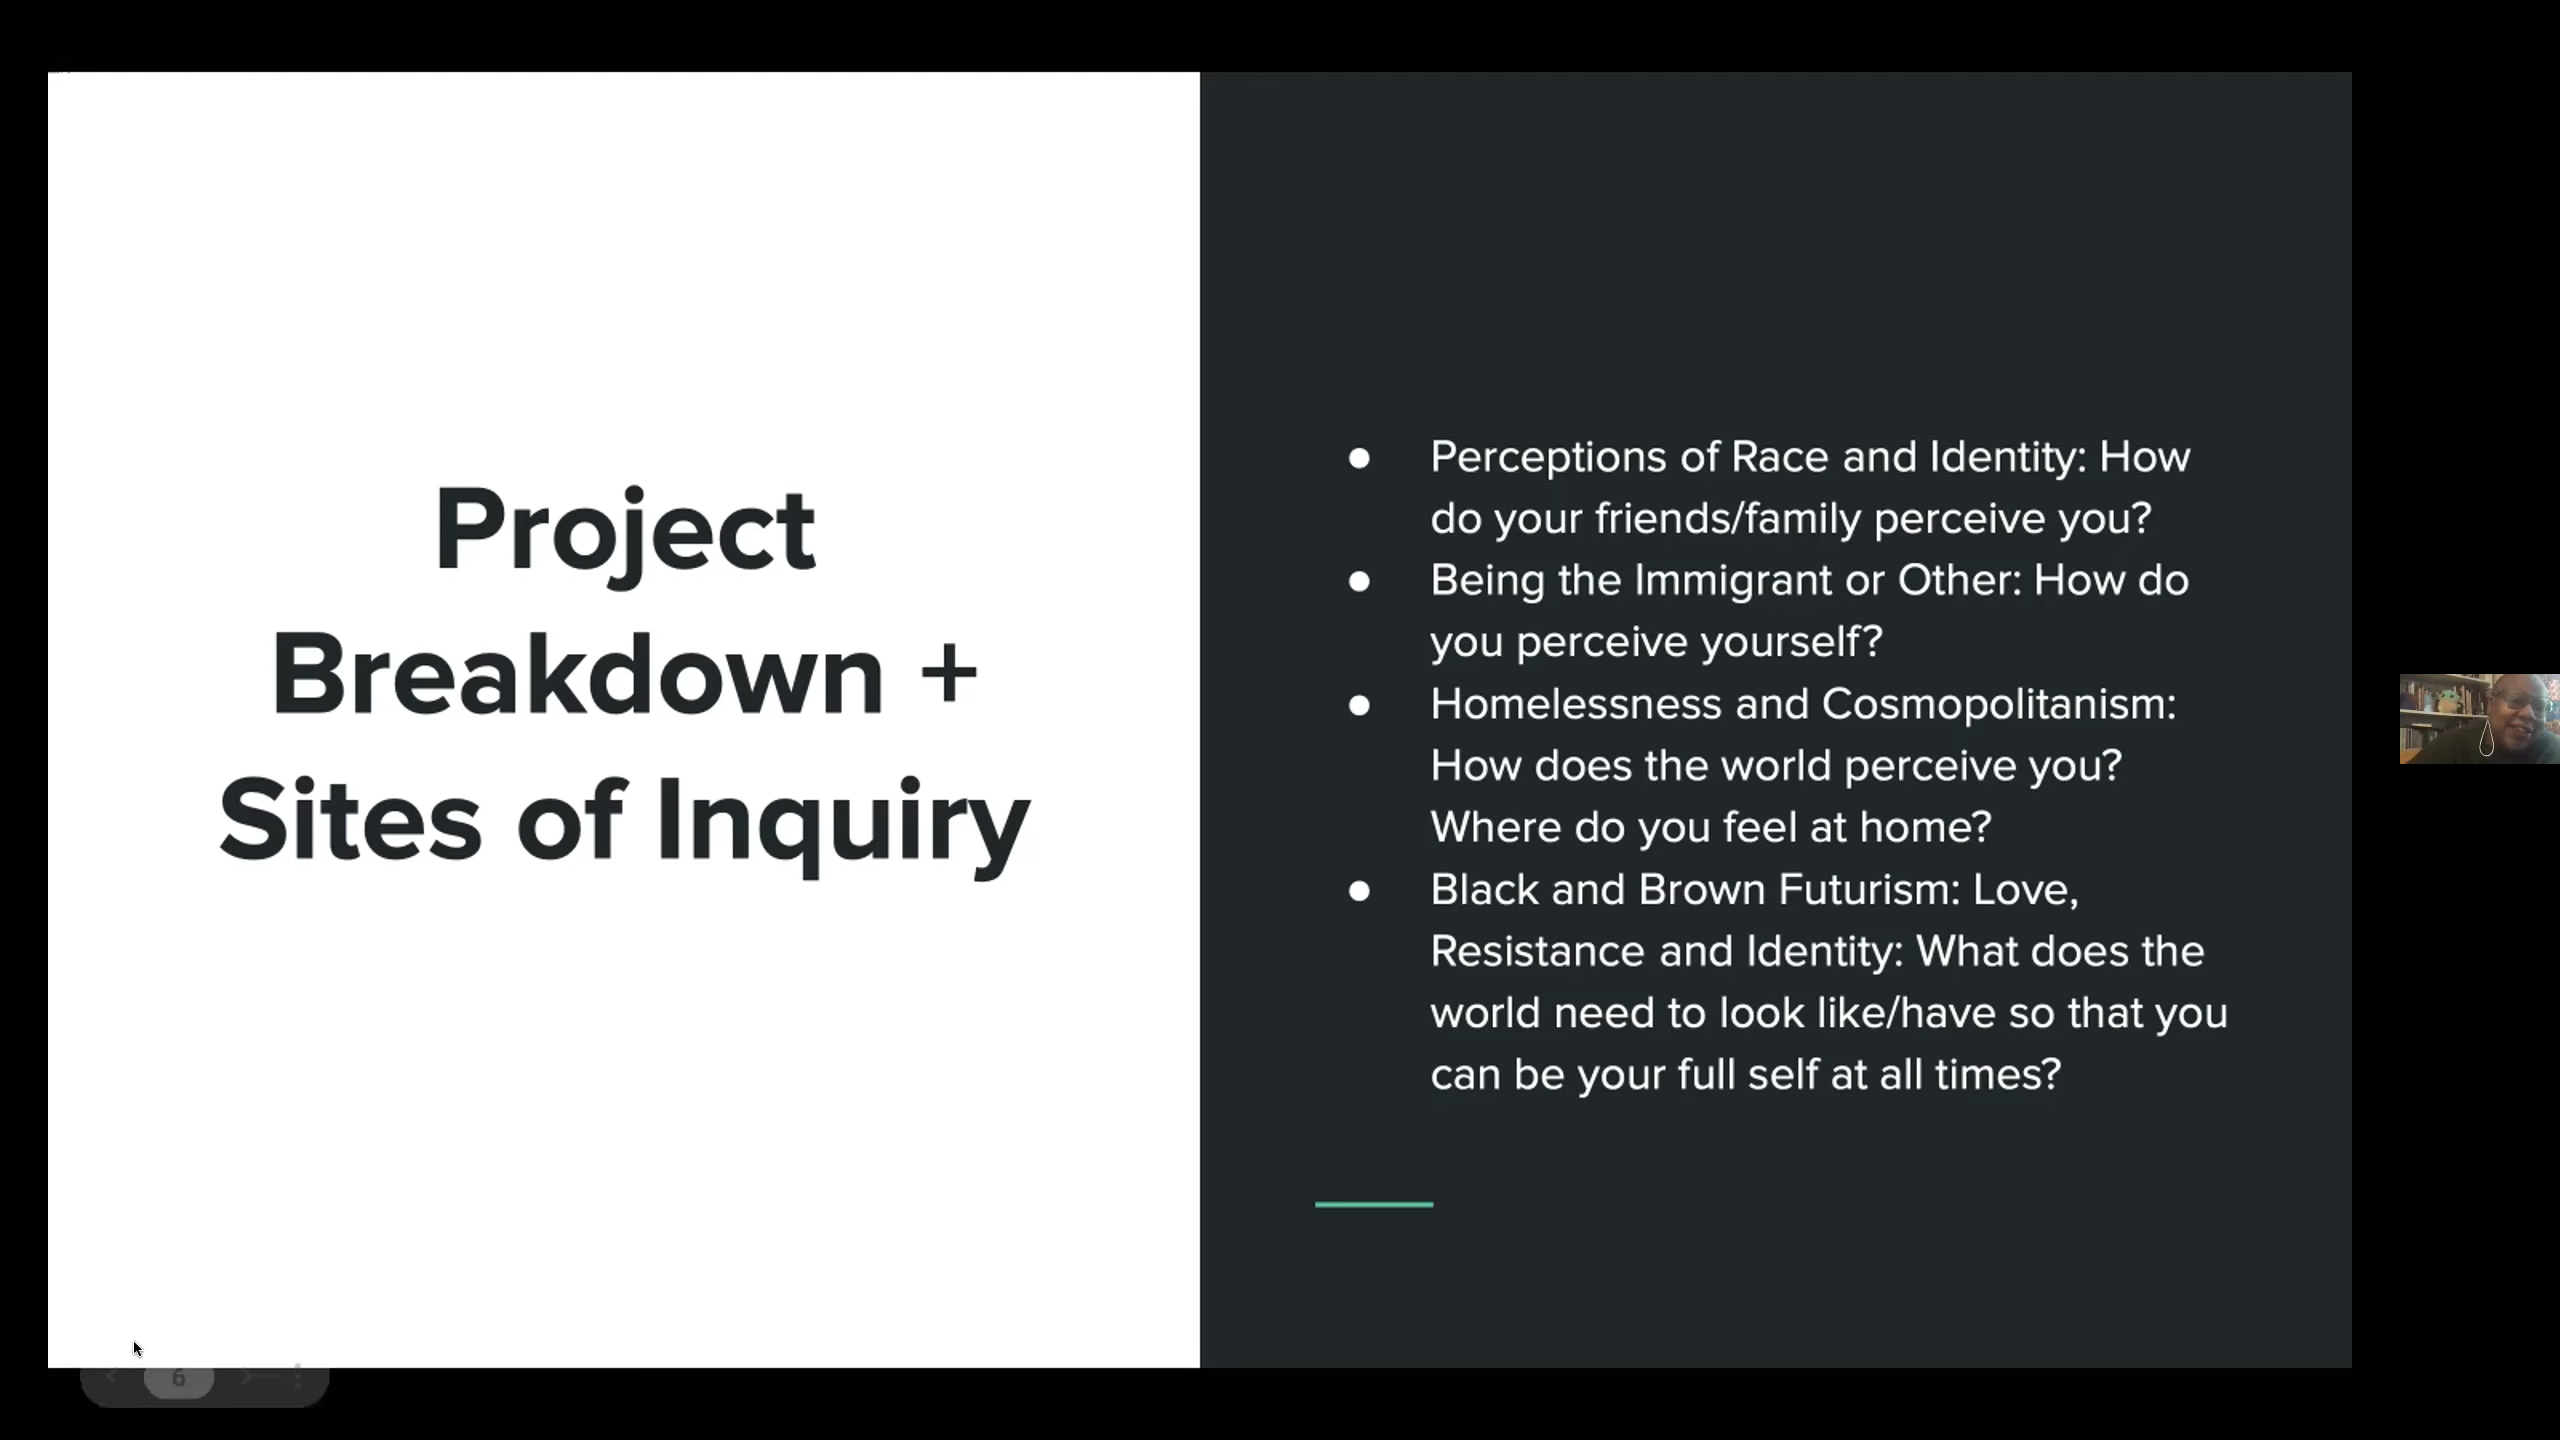 Project
Breakdown +
Sites of Inquiry
● Perceptions of Race and Identity: How
do your friends/family perceive you?
● Being the Immigrant or Other: How do
you perceive yourself?
● Homelessness and Cosmopolitanism:
How does the world perceive you?
Where do you feel at home?
● Black and Brown Futurism: Love,
Resistance and Identity: What does the
world need to look like/have so that you
can be your full self at all times?
6